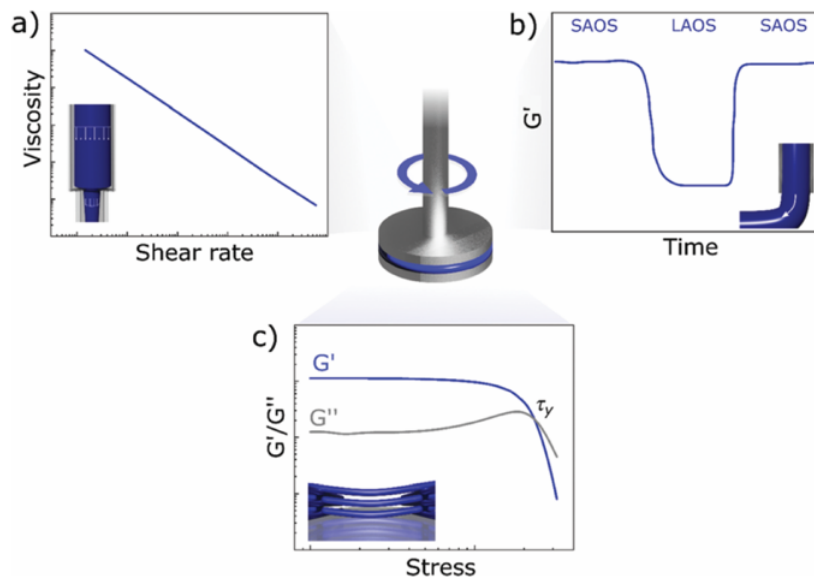 a)
Viscosity
Shear rate
b)
SAOS LAOS SAOS
G'
Time
c)
G'
G''
τy
G'/G''
Stress